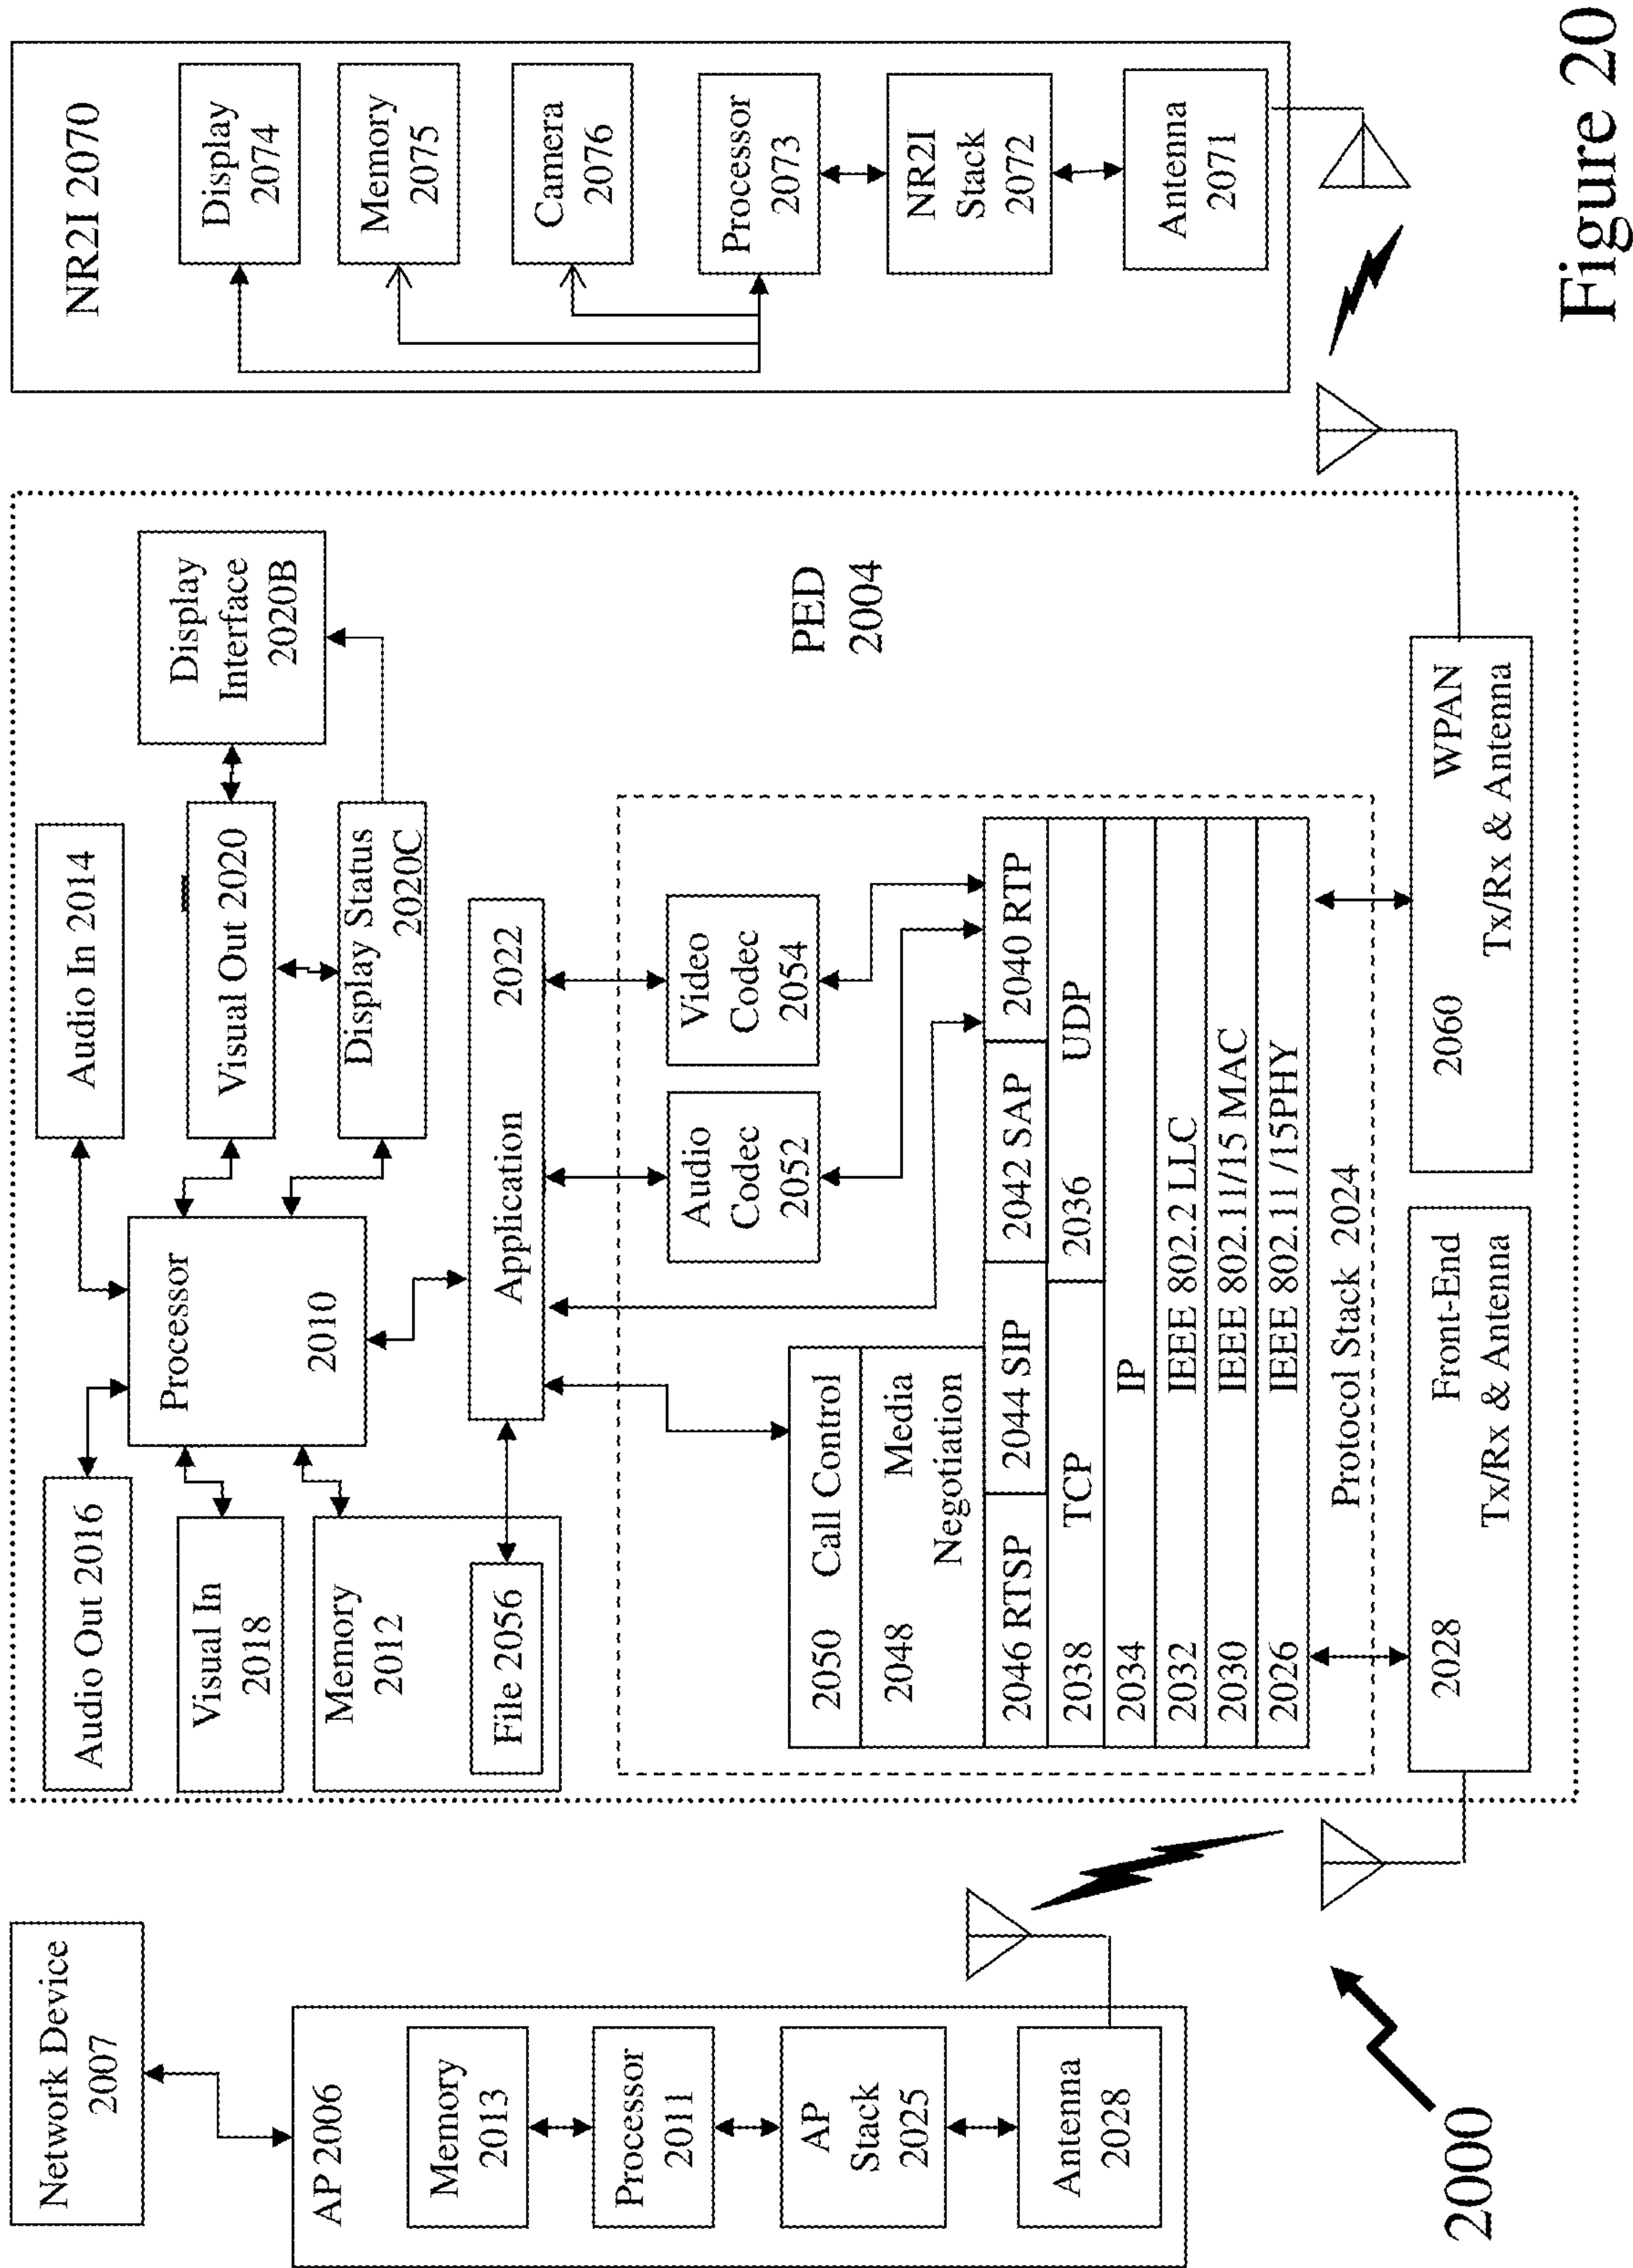 Network Device
2007
AP 2006
Memory
2013
Processor
2011
AP
Stack
2025
Antenna
2028
2000
Audio Out 2016
Visual In
2018
Memory
2012
File 2056
Processor
2010
Audio In 2014
Visual Out 2020
Display Status
2020C
Display
Interface
2020B
Application 2022
PED
2004
Audio
Codec
2052
Video
Codec
2054
2050 Call Control
2048 Media
Negotiation
2046 RTSP 2044 SIP 2042 SAP 2040 RTP
2038 TCP 2036 UDP
2034 IP
2032 IEEE 802.2 LLC
2030 IEEE 802.11/15 MAC
2026 IEEE 802.11 /15PHY
Protocol Stack 2024
2028 Front-End
Tx/Rx & Antenna
2060 WPAN
Tx/Rx & Antenna
NR2I 2070
Display
2074
Memory
2075
Camera
2076
Processor
2073
NR2I
Stack
2072
Antenna
2071
Figure 20